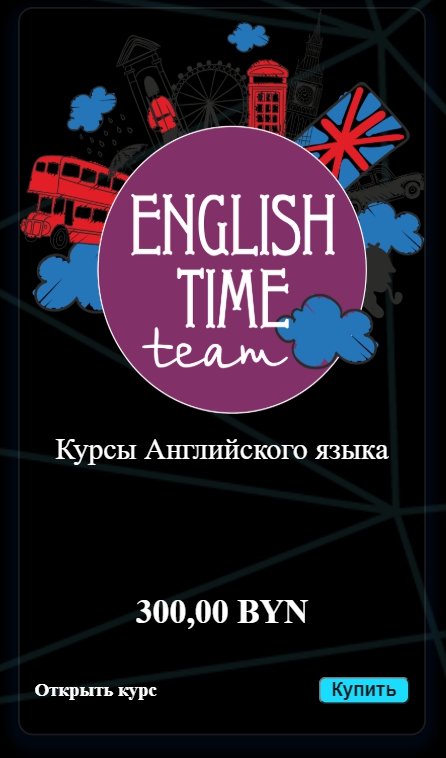 ENGLISH
TIME
team
Курсы Английского языка
300,00 BYN
Открыть курс
Купить